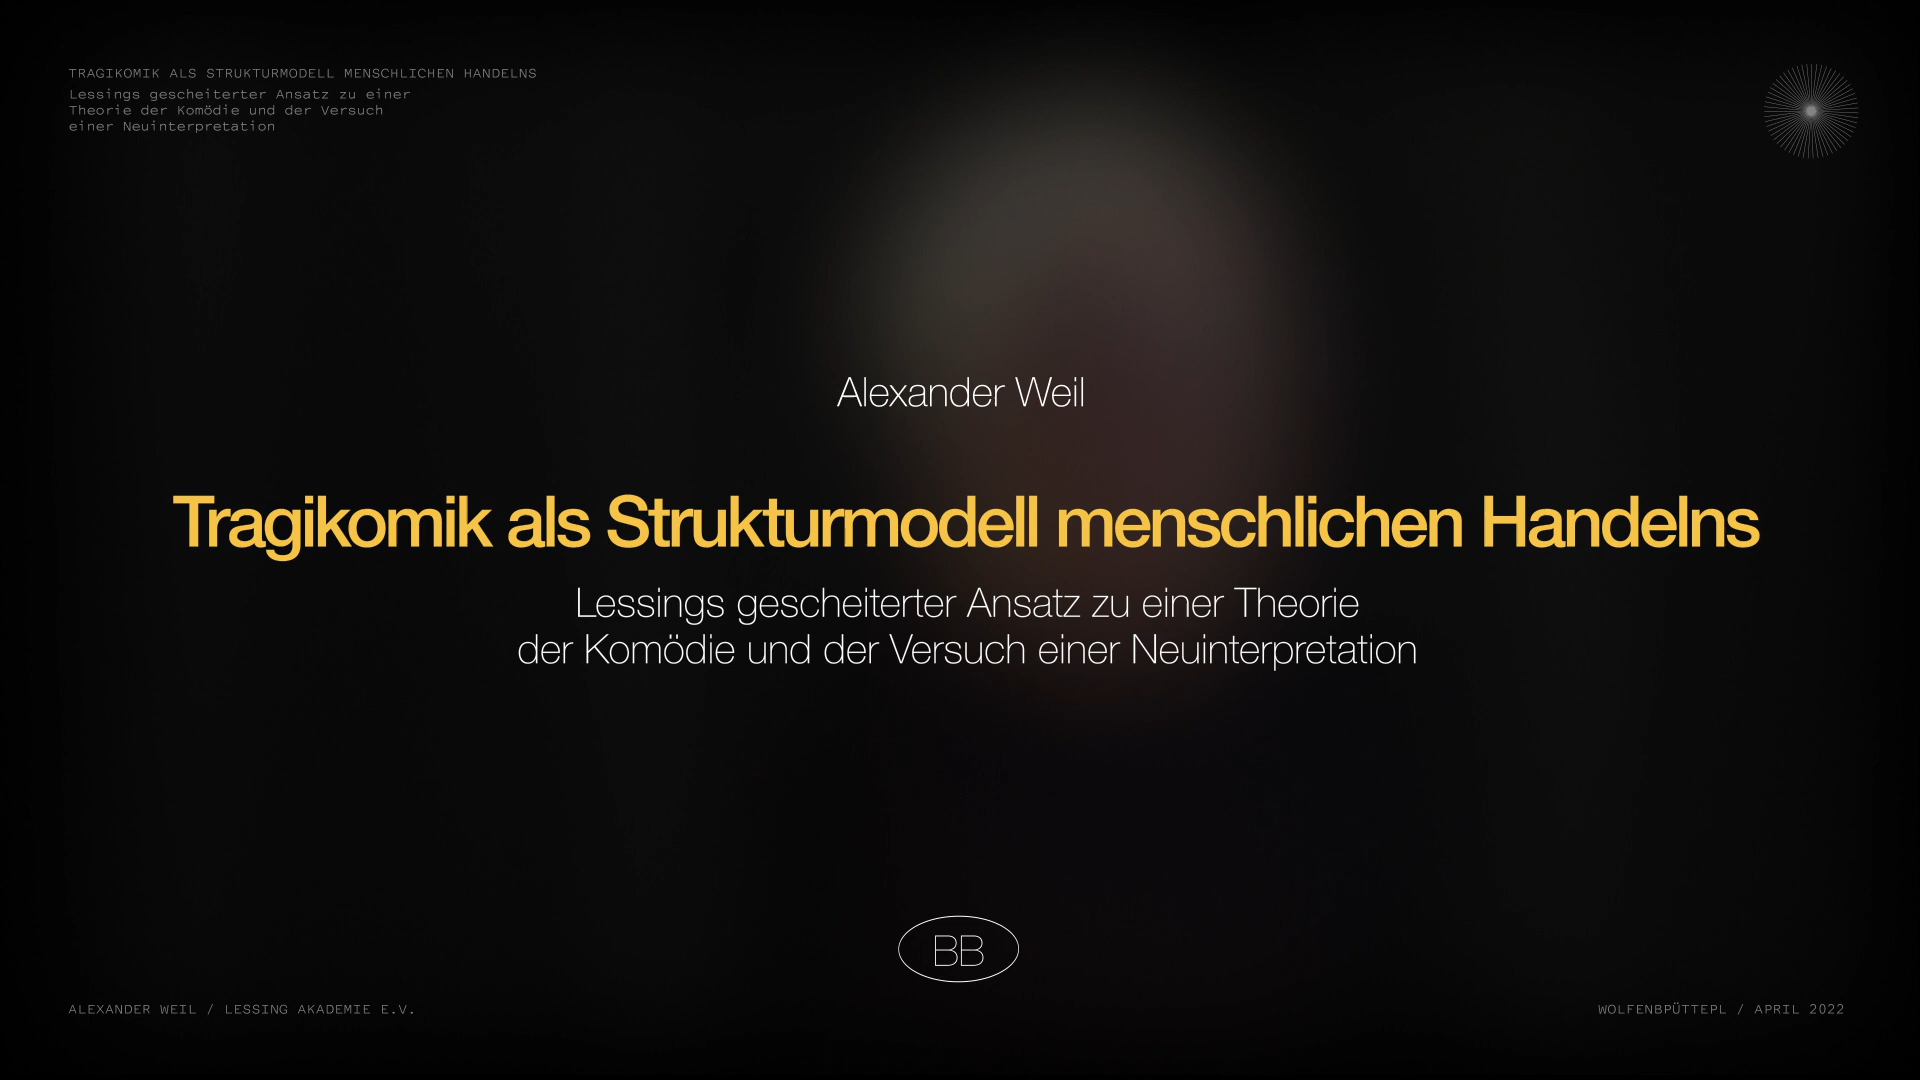 TRAGIKOMIK ALS STRUKTURMODELL MENSCHLICHEN HANDELNS
Lessings gescheiterter Ansatz zu einer
Theorie der Komödie und der Versuch
einer Neuinterpretation
Alexander Weil
Tragikomik als Strukturmodell menschlichen Handelns
Lessings gescheiterter Ansatz zu einer Theorie
der Komödie und der Versuch einer Neuinterpretation
BB
ALEXANDER WEIL / LESSING AKADEMIE E.V.
WOLFENBPÜTTEPL / APRIL 2022